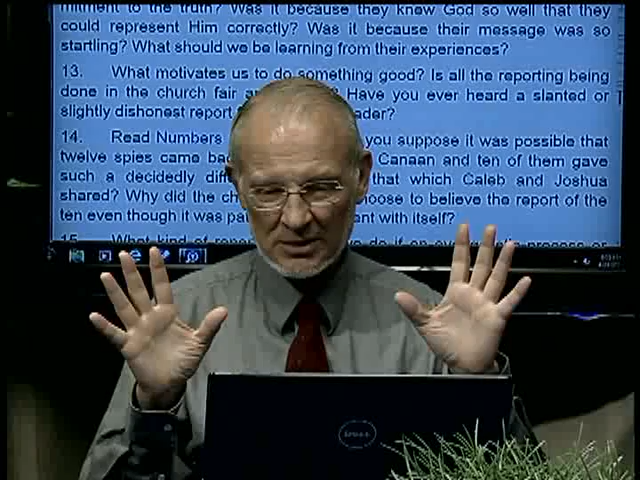 mitment to the truth? Was it because they knew God so well that they
could represent Him correctly? Was it because their message was so
startling? What should we be learning from their experiences?
13. What motivates us to do something good? Is all the reporting being
done in the church fair Have you ever heard a slanted or
slightly dishonest report
14. Read Numbers you suppose it was possible that
twelve spies came Canaan and ten of them gave
such a decidedly that which Caleb and Joshua
shared? Why did the to believe the report of the
ten even though it was with itself?
15. What kind of
DELL